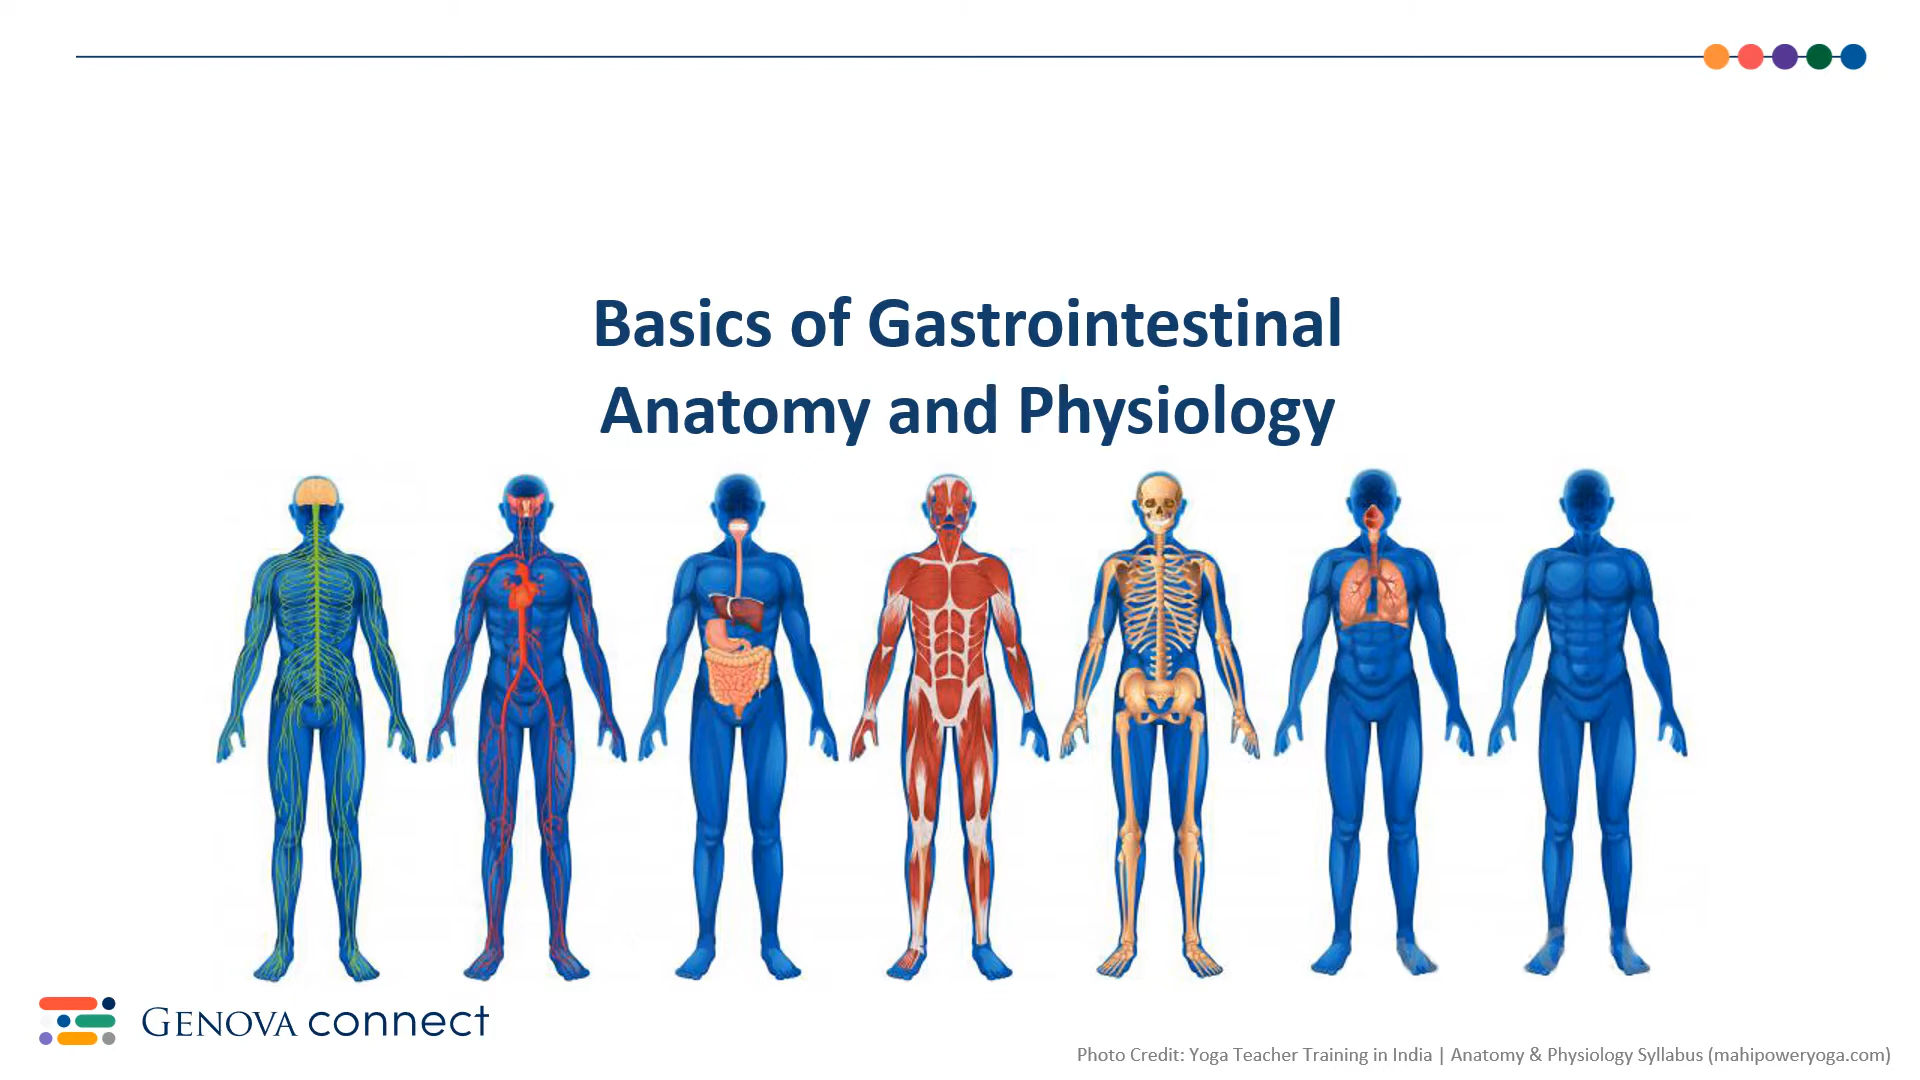 Basics of Gastrointestinal
Anatomy and Physiology
GENOVA connect
Photo Credit: Yoga Teacher Training in India | Anatomy & Physiology Syllabus (mahipoweryoga.com)